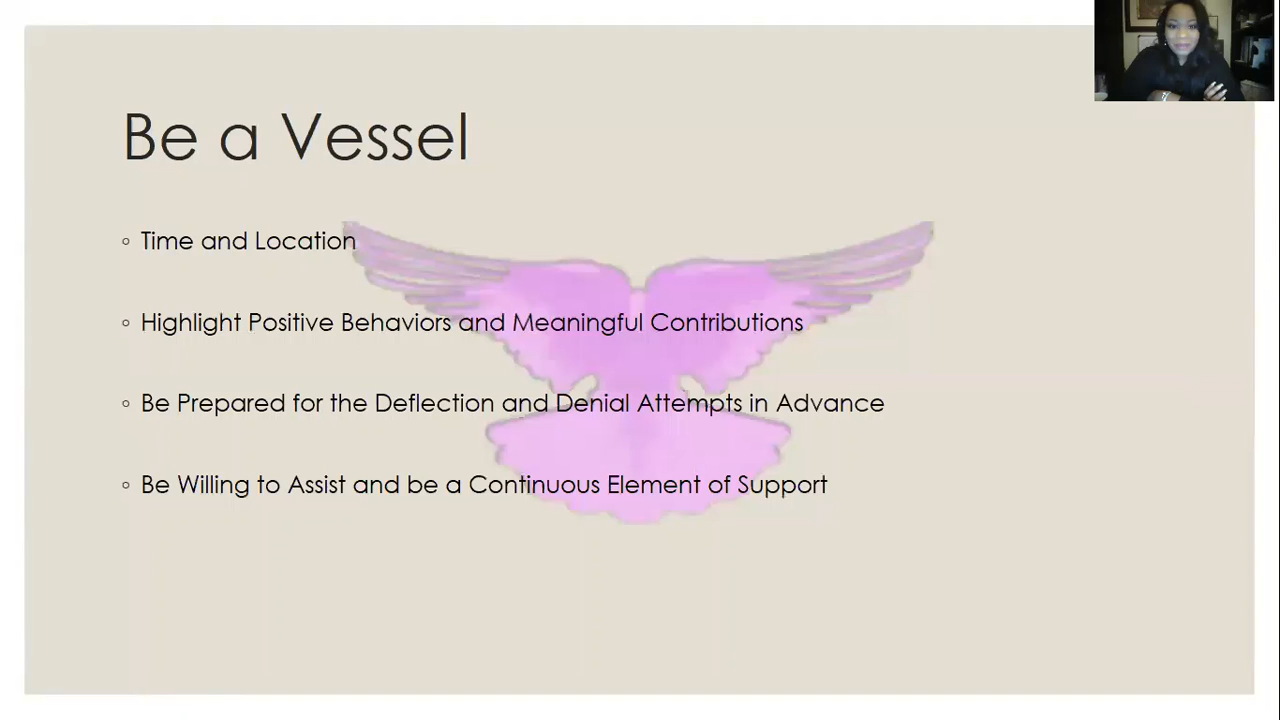 Be a Vessel
◦ Time and Location
◦ Highlight Positive Behaviors and Meaningful Contributions
◦ Be Prepared for the Deflection and Denial Attempts in Advance
◦ Be Willing to Assist and be a Continuous Element of Support